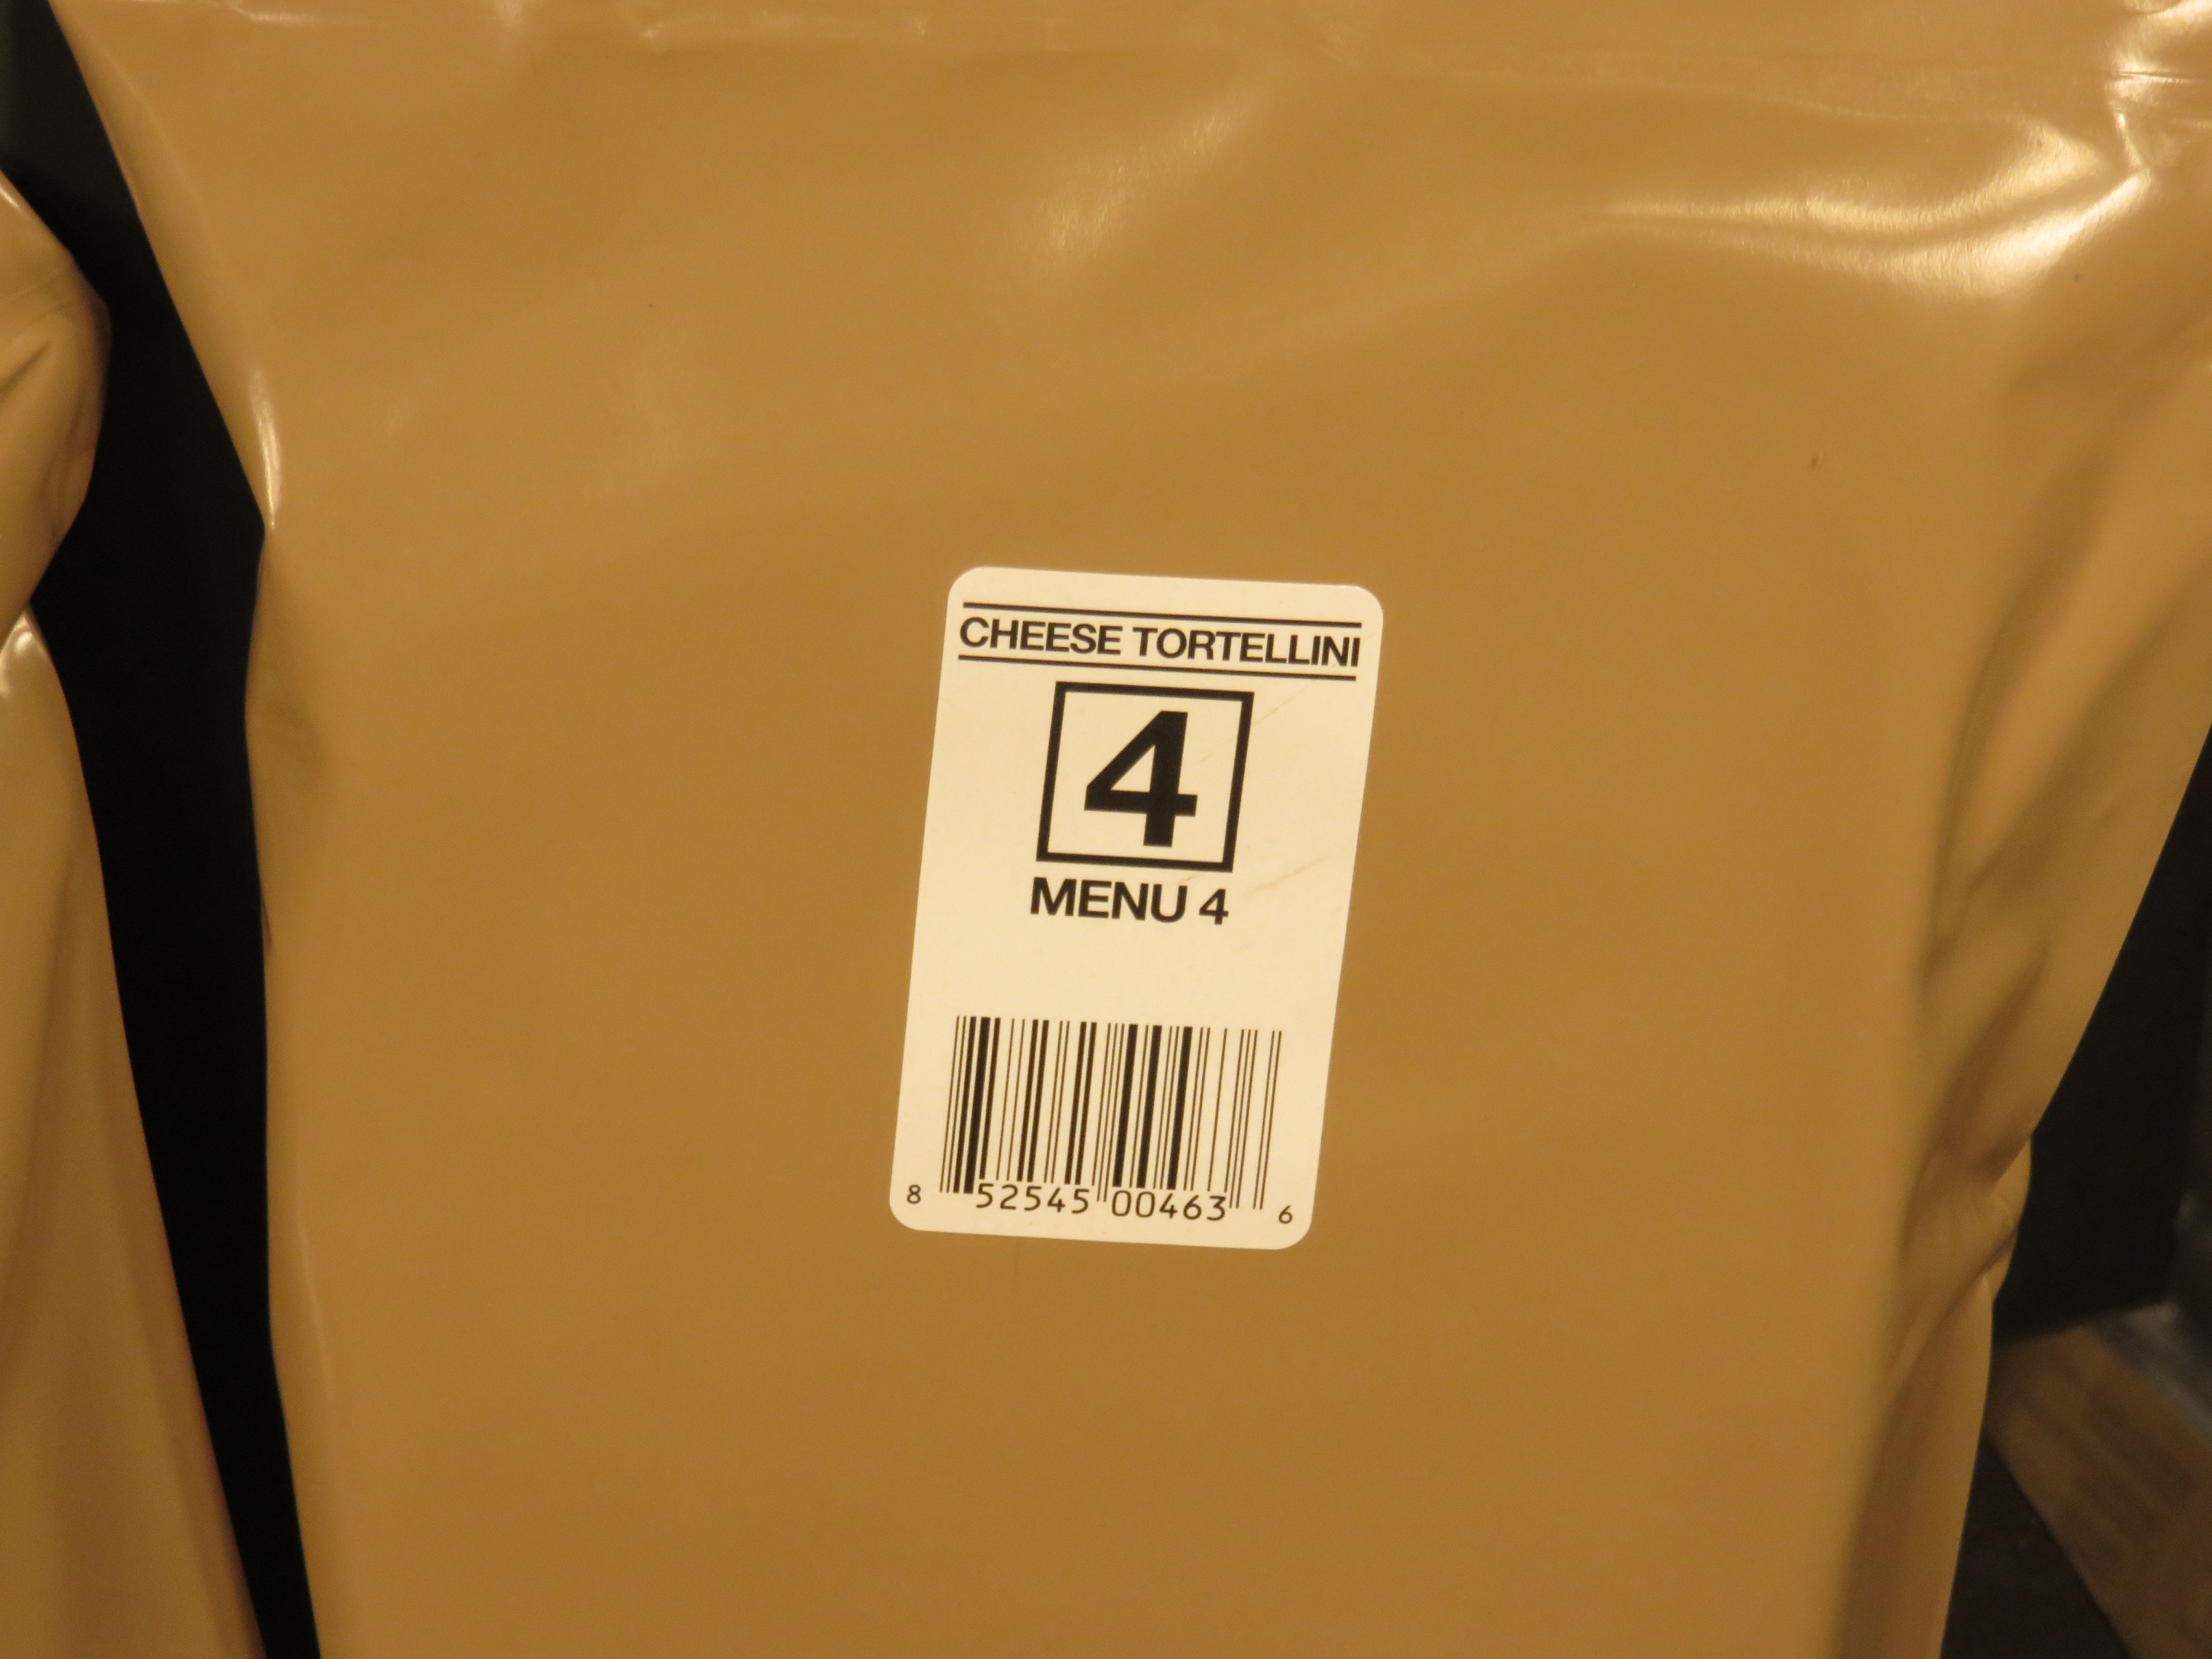 CHEESE TORTELLINI
4
MENU 4
8 52545 00463 6